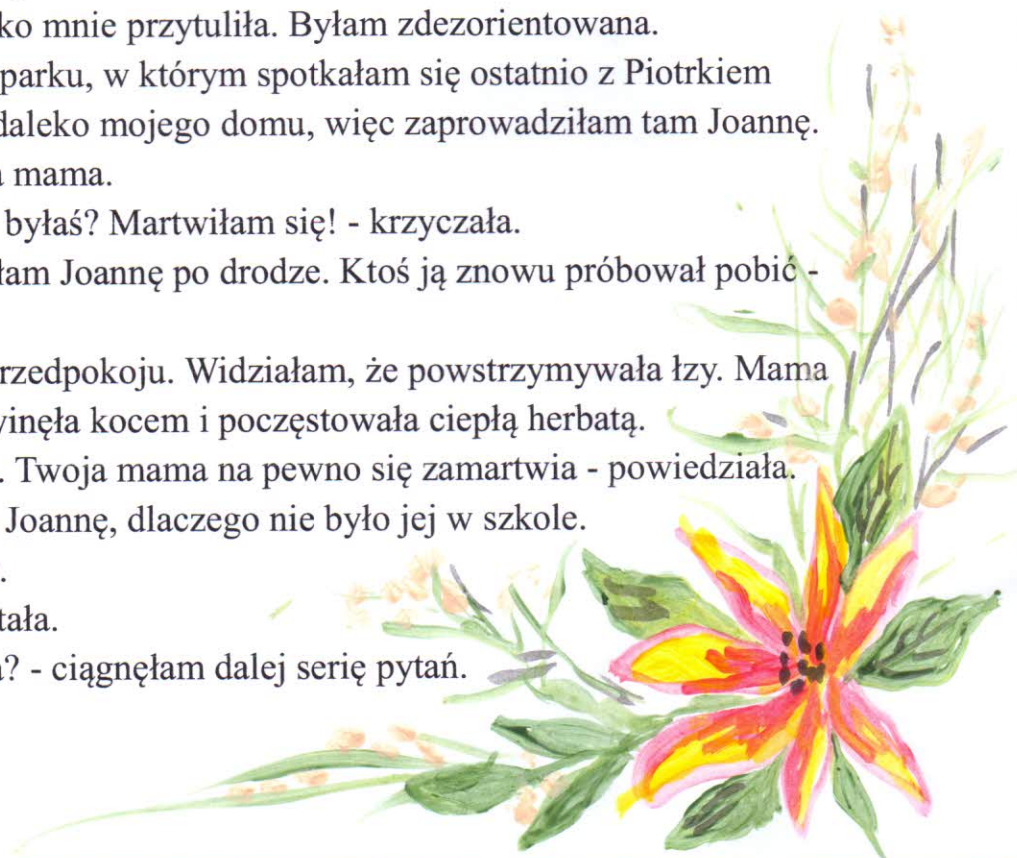 ko mnie przytuliła. Byłam zdezorientowana.
parku, w którym spotkałam się ostatnio z Piotrkiem
daleko mojego domu, więc zaprowadziłam tam Joannę.
mama.
byłaś? Martwiłam się! - krzyczała.
łam Joannę po drodze. Ktoś ją znowu próbował pobić -
rzedpokoju. Widziałam, że powstrzymywała łzy. Mama
inęła kocem i poczęstowała ciepłą herbatą.
. Twoja mama na pewno się zamartwia - powiedziała.
Joannę, dlaczego nie było jej w szkole.
.
tała.
? - ciągnęłam dalej serię pytań.